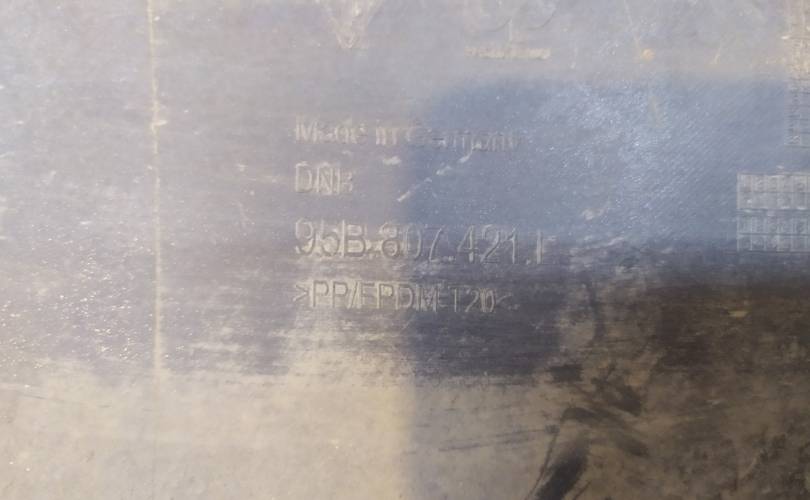 Made in Germany
DNB
95B.807.421.F
>PP/EPDM-T20<